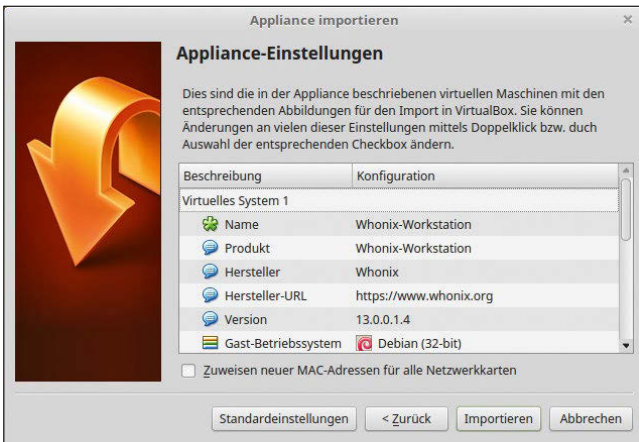 Appliance importieren
Appliance-Einstellungen
Dies sind die in der Appliance beschriebenen virtuellen Maschinen mit den
entsprechenden Abbildungen für den Import in VirtualBox. Sie können
Änderungen an vielen dieser Einstellungen mittels Doppelklick bzw. duch
Auswahl der entsprechenden Checkbox ändern.
Beschreibung Konfiguration
Virtuelles System 1
Name Whonix-Workstation
Produkt Whonix-Workstation
Hersteller Whonix
Hersteller-URL https://www.whonix.org
Version 13.0.0.1.4
Gast-Betriebssystem Debian (32-bit)
Zuweisen neuer MAC-Adressen für alle Netzwerkkarten
Standardeinstellungen < Zurück Importieren Abbrechen